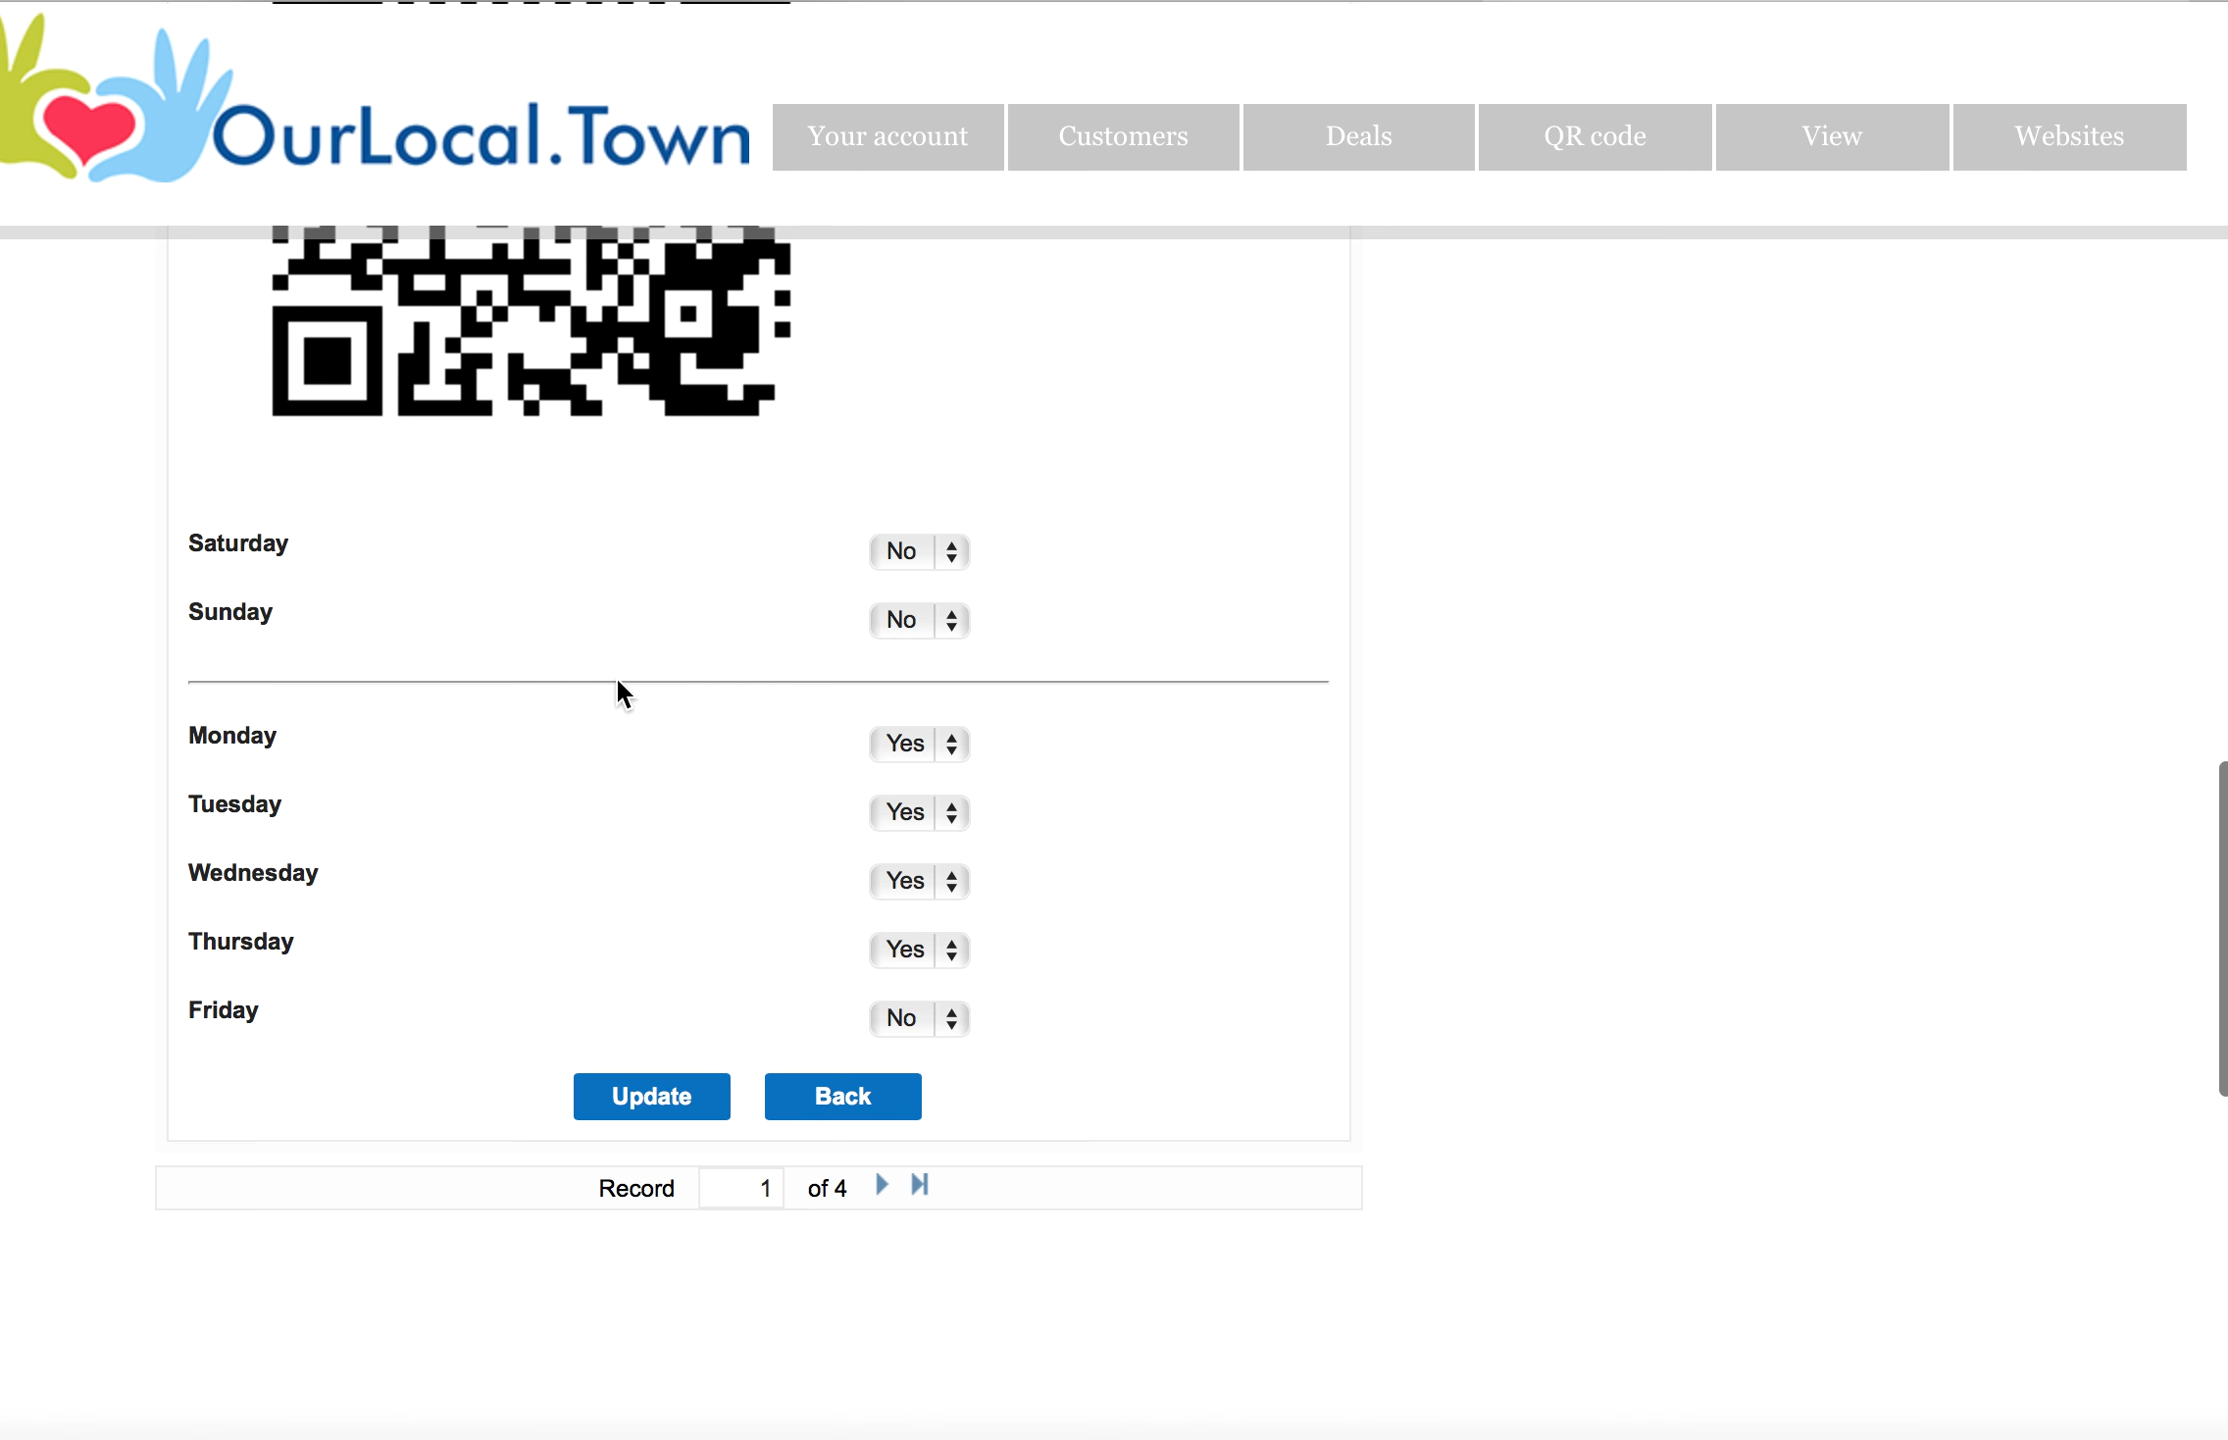 OurLocal.Town
Your account
Customers
Deals
QR code
View
Websites
Saturday No
Sunday No
Monday Yes
Tuesday Yes
Wednesday Yes
Thursday Yes
Friday No
Update Back
Record 1 of 4